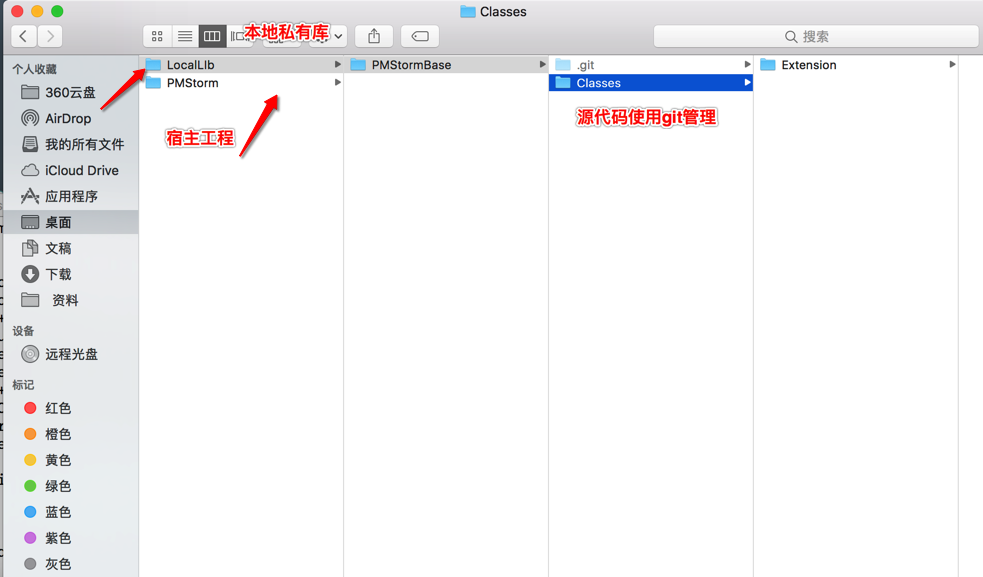 Classes
本地私有库
搜索
个人收藏
360云盘
AirDrop
我的所有文件
iCloud Drive
应用程序
桌面
文稿
下载
资料
设备
远程光盘
标记
红色
橙色
黄色
绿色
蓝色
紫色
灰色
LocalLIb
PMStorm
宿主工程
PMStormBase
.git
Classes
源代码使用git管理
Extension